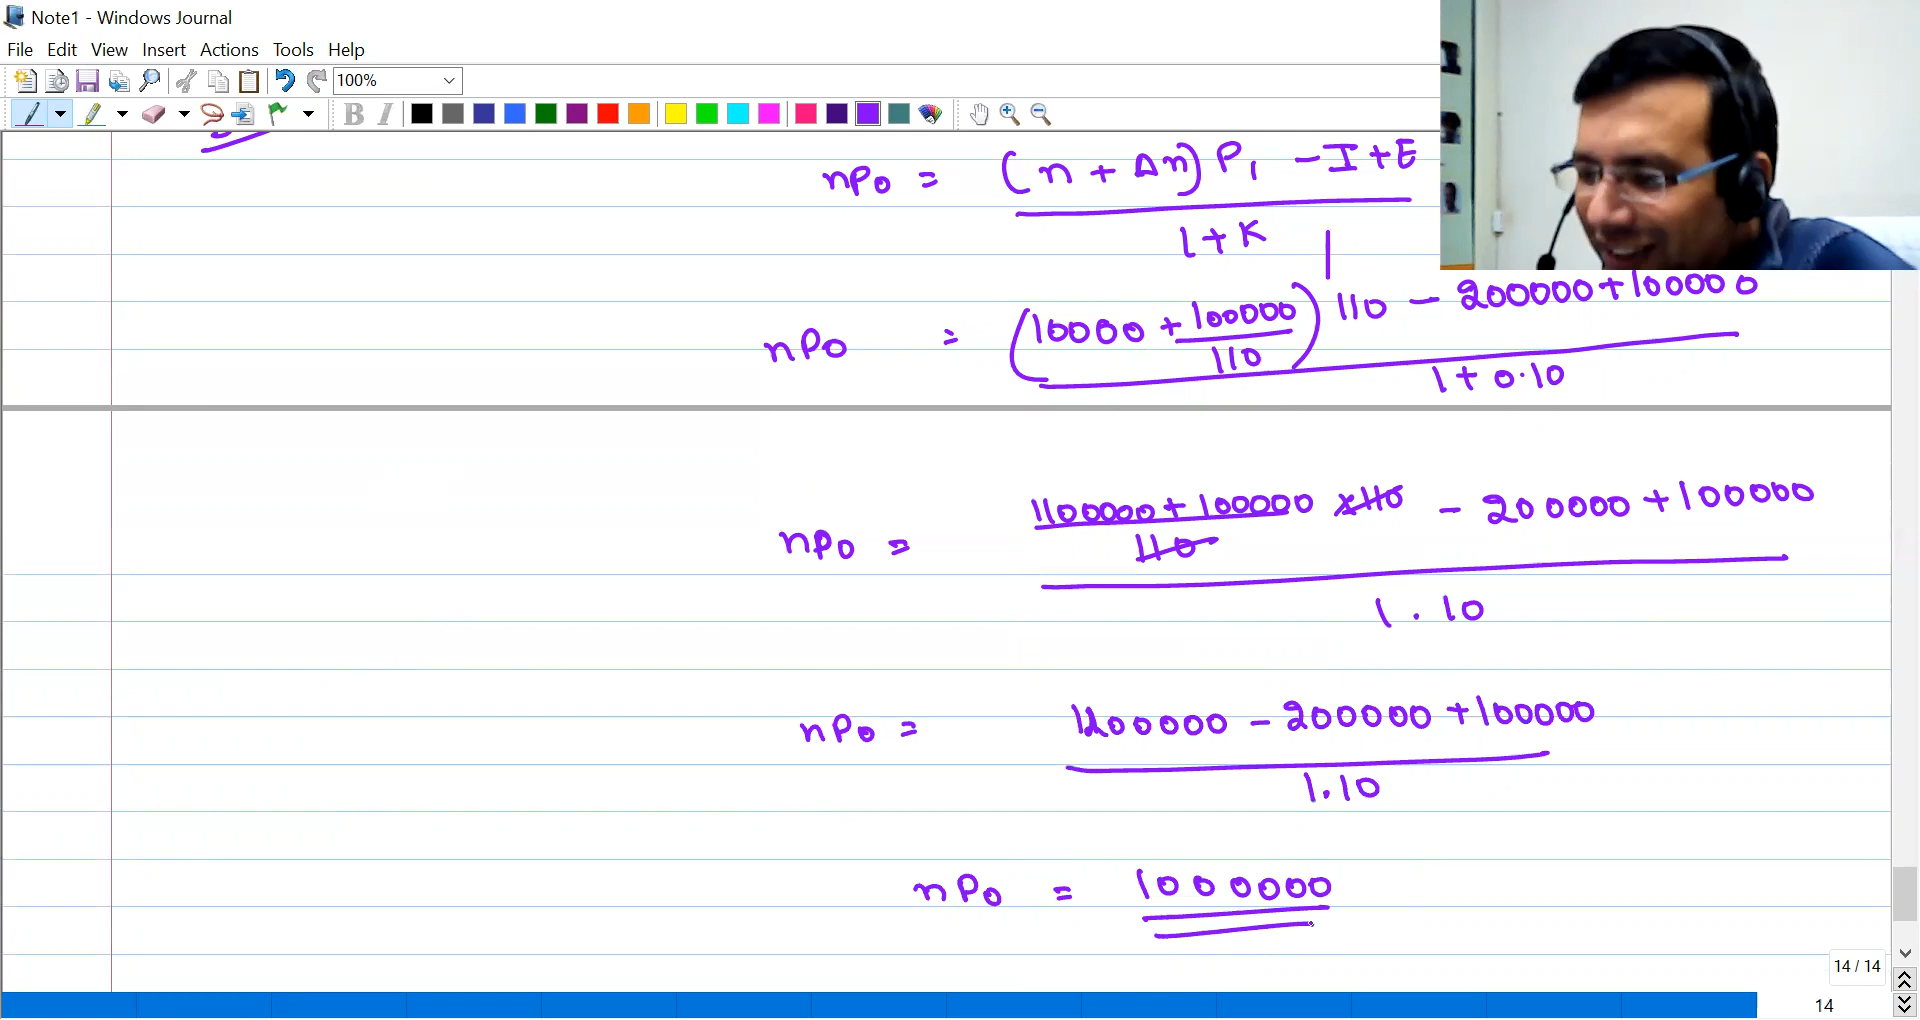 Note1 - Windows Journal
File Edit View Insert Actions Tools Help
100%
B I
nP0 = (n + Δn) P1 - I + E
1 + K
nP0 = (10000 + 100000 / 110) 110 - 200000 + 100000
1 + 0.10
nP0 = 1100000 + 100000 x 110 - 200000 + 100000
110
1.10
nP0 = 1200000 - 200000 + 100000
1.10
nP0 = 1000000
14 / 14
14